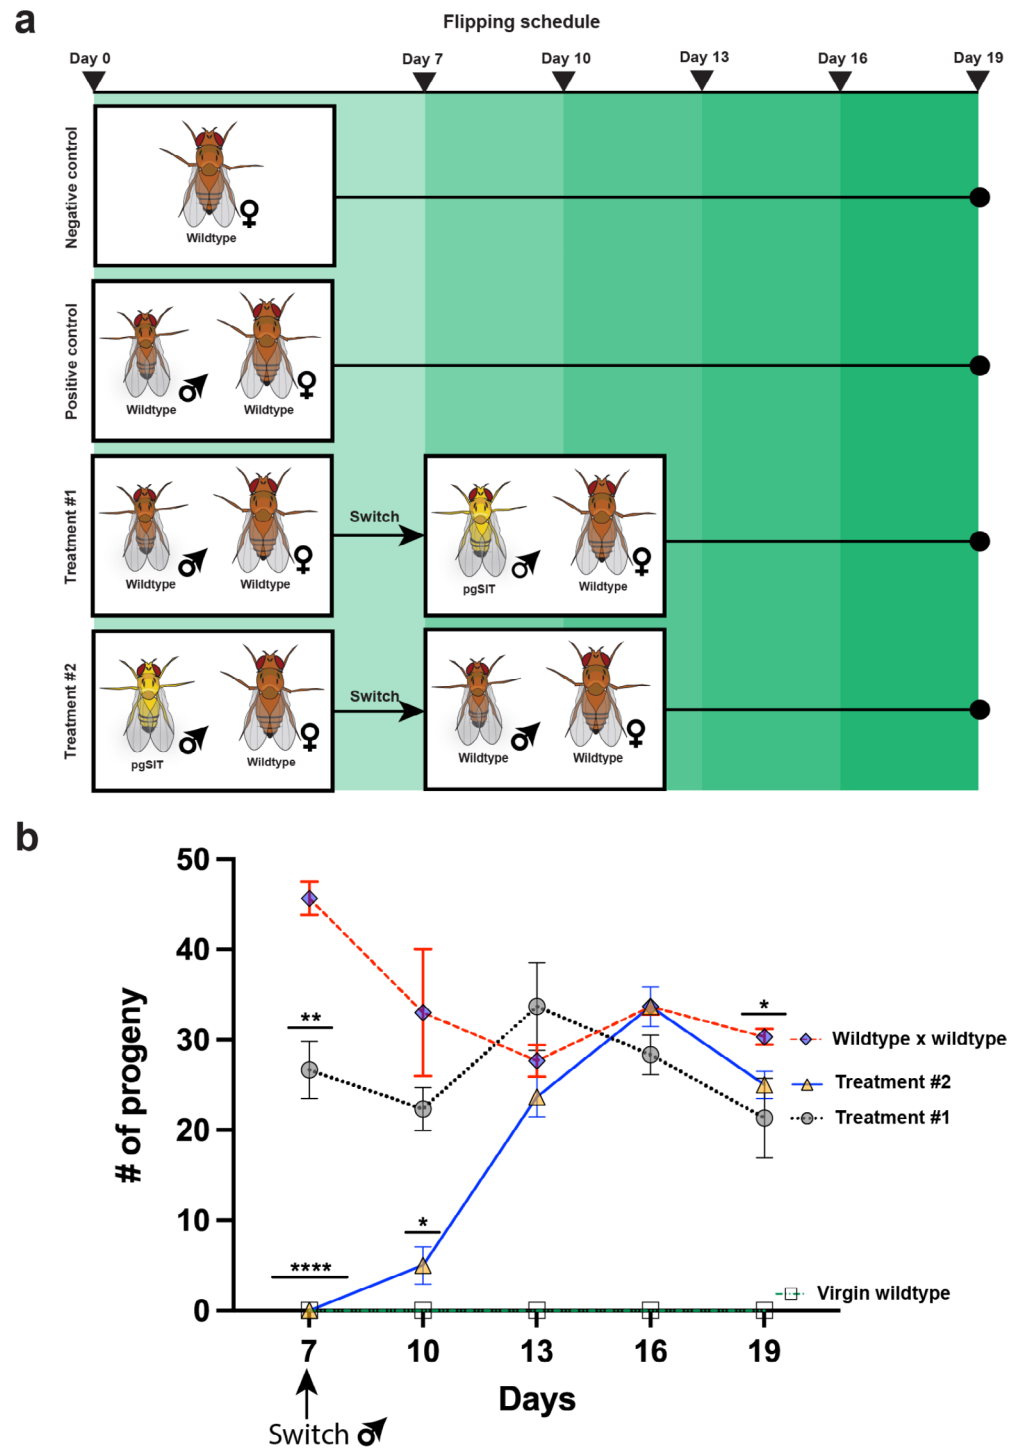 a
Flipping schedule
Day 0
Day 7
Day 10
Day 13
Day 16
Day 19
Negative control
♀
Wildtype
Positive control
♂
♀
Wildtype
Wildtype
Treatment #1
♂
♀
Wildtype
Wildtype
Switch
♂
♀
pgSIT
Wildtype
Treatment #2
♂
♀
pgSIT
Wildtype
Switch
♂
♀
Wildtype
Wildtype
b
# of progeny
50
40
30
20
10
0
**
****
*
*
Wildtype x wildtype
Treatment #2
Treatment #1
Virgin wildtype
7
10
13
16
19
Days
Switch ♂